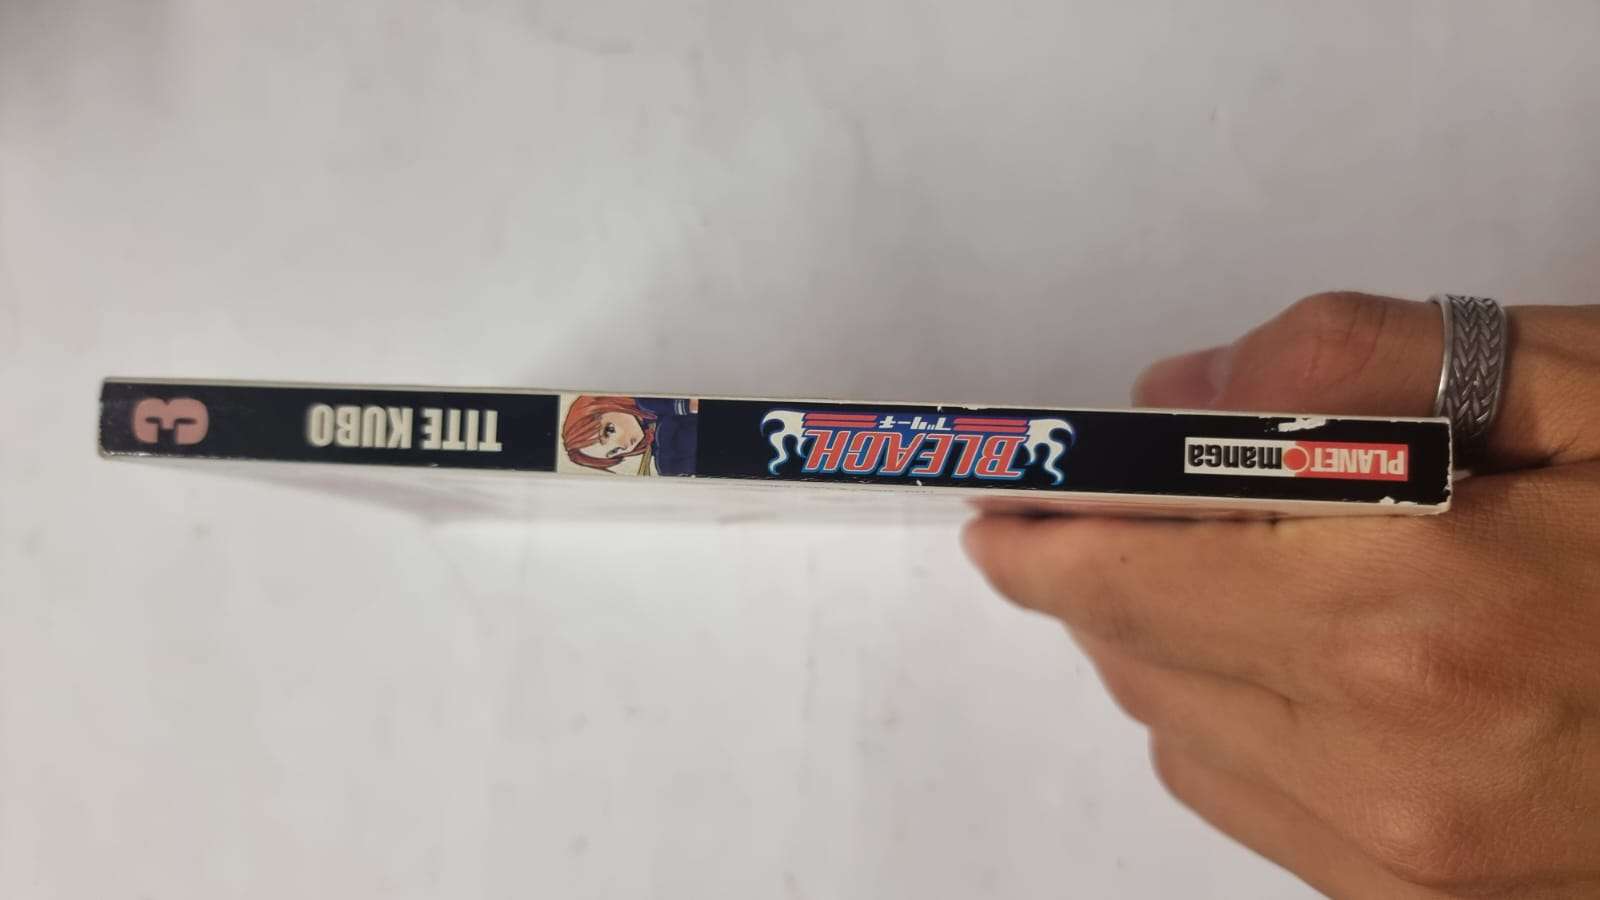 PLANET manga
BLEACH
ブリーチ
TITE KUBO
3